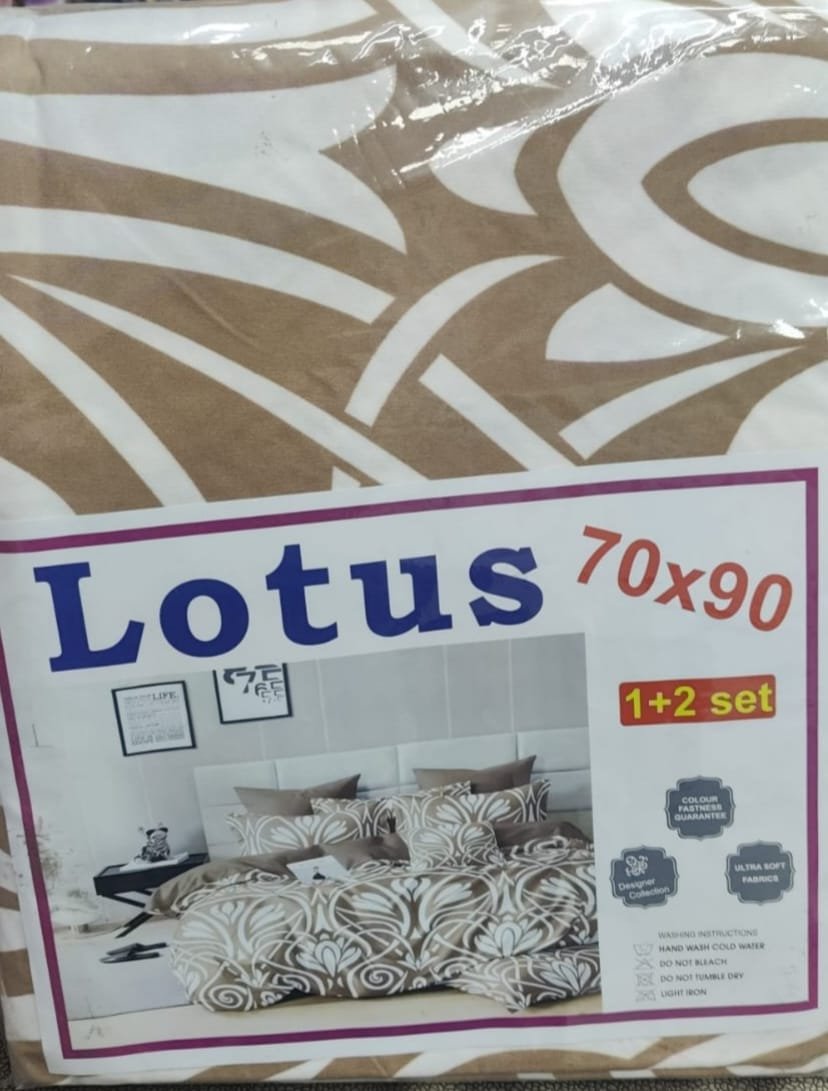 Lotus
70x90
1+2 set
LIFE.
COLOUR
FASTNESS
GUARANTEE
Designer
Collection
ULTRA SOFT
FABRICS
WASHING INSTRUCTIONS
HAND WASH COLD WATER
DO NOT BLEACH
DO NOT TUMBLE DRY
LIGHT IRON